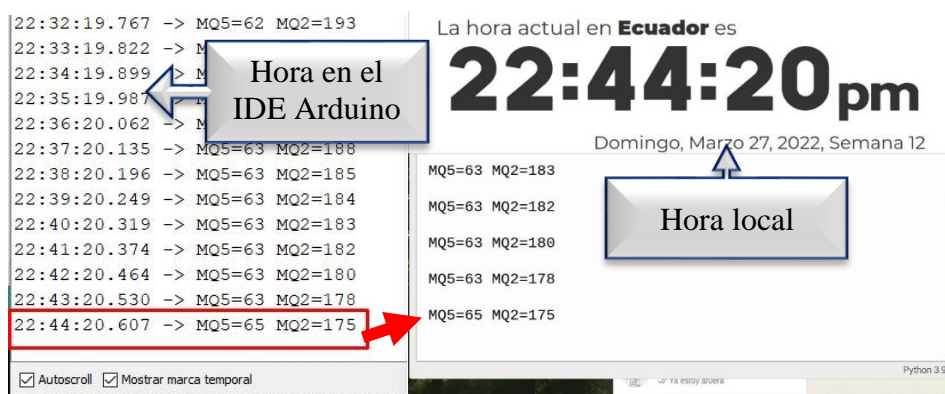 22:32:19.767 -> MQ5=62 MQ2=193
22:33:19.822 -> M
22:34:19.899 -> M
22:35:19.987 -> M
22:36:20.062 -> M
22:37:20.135 -> MQ5=63 MQ2=188
22:38:20.196 -> MQ5=63 MQ2=185
22:39:20.249 -> MQ5=63 MQ2=184
22:40:20.319 -> MQ5=63 MQ2=183
22:41:20.374 -> MQ5=63 MQ2=182
22:42:20.464 -> MQ5=63 MQ2=180
22:43:20.530 -> MQ5=63 MQ2=178
22:44:20.607 -> MQ5=65 MQ2=175
Autoscroll Mostrar marca temporal
Hora en el
IDE Arduino
La hora actual en Ecuador es
22:44:20pm
Domingo, Marzo 27, 2022, Semana 12
Hora local
MQ5=63 MQ2=183
MQ5=63 MQ2=182
MQ5=63 MQ2=180
MQ5=63 MQ2=178
MQ5=65 MQ2=175
Python 3.9
Ya estoy afuera